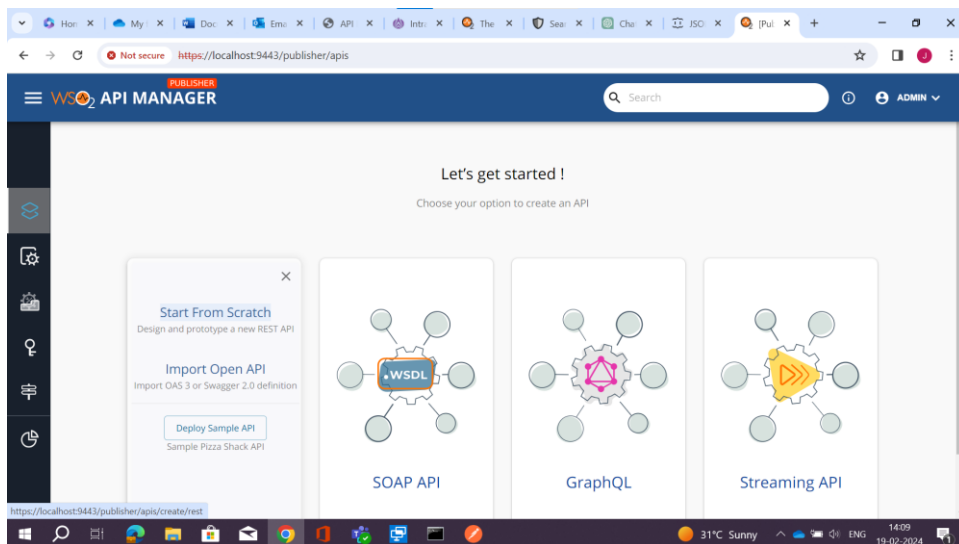 Hor
My
Doc
Ema
API
Intr
The
Sea
Cha
JSO
[Pul
Not secure https://localhost:9443/publisher/apis
J
PUBLISHER
WSO2 API MANAGER
Search
ADMIN
Let's get started !
Choose your option to create an API
Start From Scratch
Design and prototype a new REST API
Import Open API
Import OAS 3 or Swagger 2.0 definition
Deploy Sample API
Sample Pizza Shack API
.WSDL
SOAP API
GraphQL
Streaming API
https://localhost:9443/publisher/apis/create/rest
31°C Sunny
ENG
14:09
19-02-2024
1